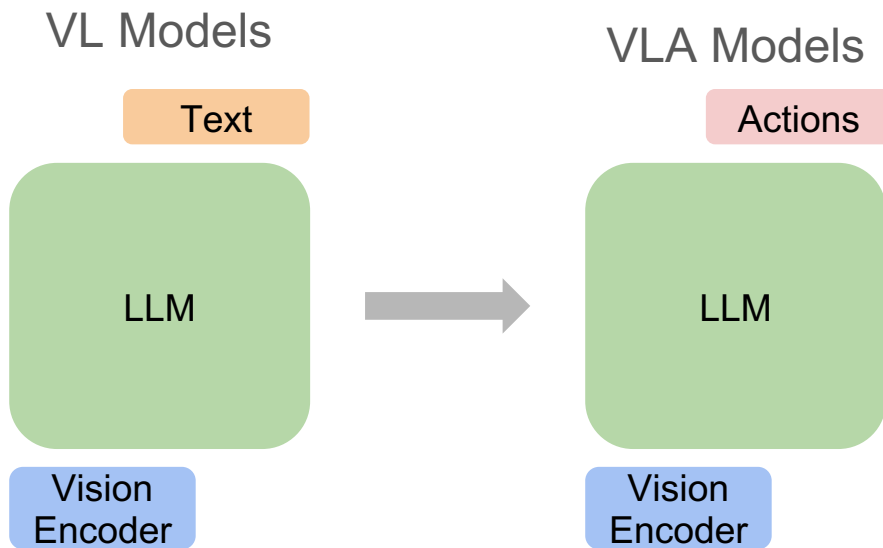 VL Models
Text
LLM
Vision
Encoder
VLA Models
Actions
LLM
Vision
Encoder